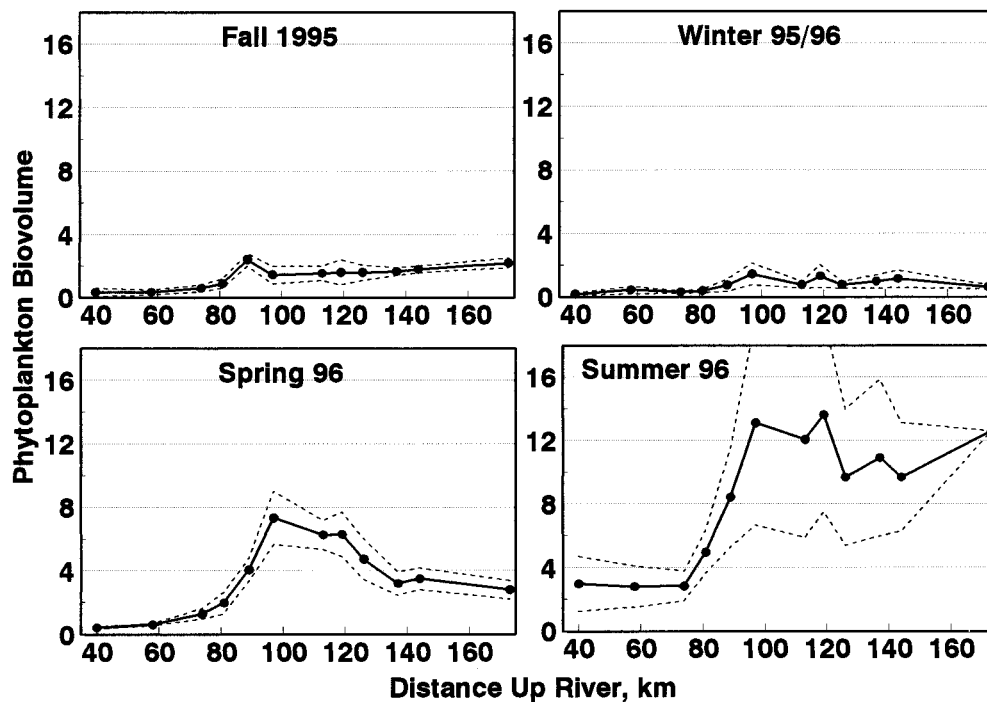 Phytoplankton Biovolume
Fall 1995
16
12
8
4
0
40 60 80 100 120 140 160
Winter 95/96
16
12
8
4
0
40 60 80 100 120 140 160
Spring 96
16
12
8
4
0
40 60 80 100 120 140 160
Summer 96
16
12
8
4
0
40 60 80 100 120 140 160
Distance Up River, km